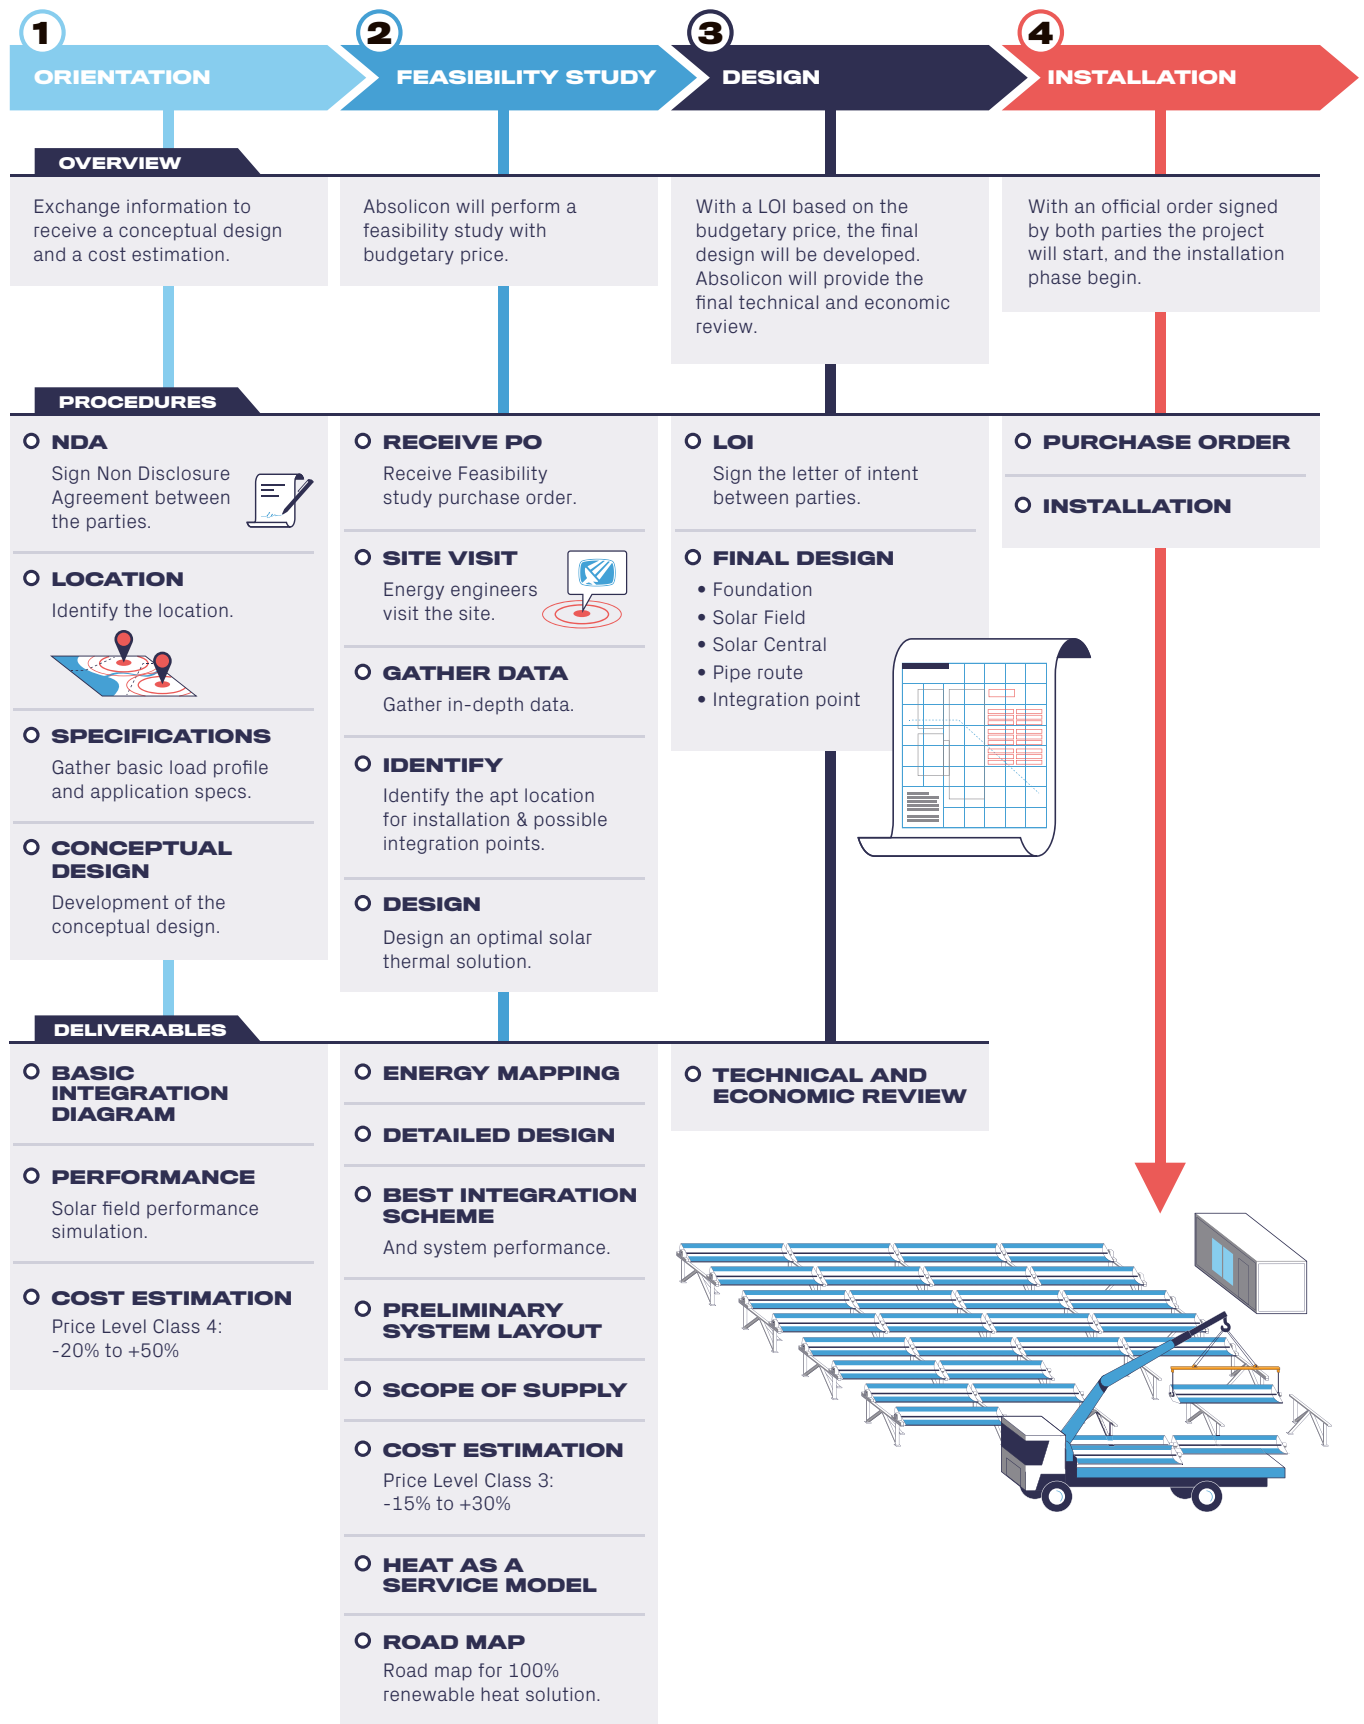 1
ORIENTATION
2
FEASIBILITY STUDY
3
DESIGN
4
INSTALLATION
OVERVIEW
Exchange information to
receive a conceptual design
and a cost estimation.
Absolicon will perform a
feasibility study with
budgetary price.
With a LOI based on the
budgetary price, the final
design will be developed.
Absolicon will provide the
final technical and economic
review.
With an official order signed
by both parties the project
will start, and the installation
phase begin.
PROCEDURES
NDA
Sign Non Disclosure
Agreement between
the parties.
LOCATION
Identify the location.
SPECIFICATIONS
Gather basic load profile
and application specs.
CONCEPTUAL
DESIGN
Development of the
conceptual design.
RECEIVE PO
Receive Feasibility
study purchase order.
SITE VISIT
Energy engineers
visit the site.
GATHER DATA
Gather in-depth data.
IDENTIFY
Identify the apt location
for installation & possible
integration points.
DESIGN
Design an optimal solar
thermal solution.
LOI
Sign the letter of intent
between parties.
FINAL DESIGN
• Foundation
• Solar Field
• Solar Central
• Pipe route
• Integration point
PURCHASE ORDER
INSTALLATION
DELIVERABLES
BASIC
INTEGRATION
DIAGRAM
PERFORMANCE
Solar field performance
simulation.
COST ESTIMATION
Price Level Class 4:
-20% to +50%
ENERGY MAPPING
DETAILED DESIGN
BEST INTEGRATION
SCHEME
And system performance.
PRELIMINARY
SYSTEM LAYOUT
SCOPE OF SUPPLY
COST ESTIMATION
Price Level Class 3:
-15% to +30%
HEAT AS A
SERVICE MODEL
ROAD MAP
Road map for 100%
renewable heat solution.
TECHNICAL AND
ECONOMIC REVIEW